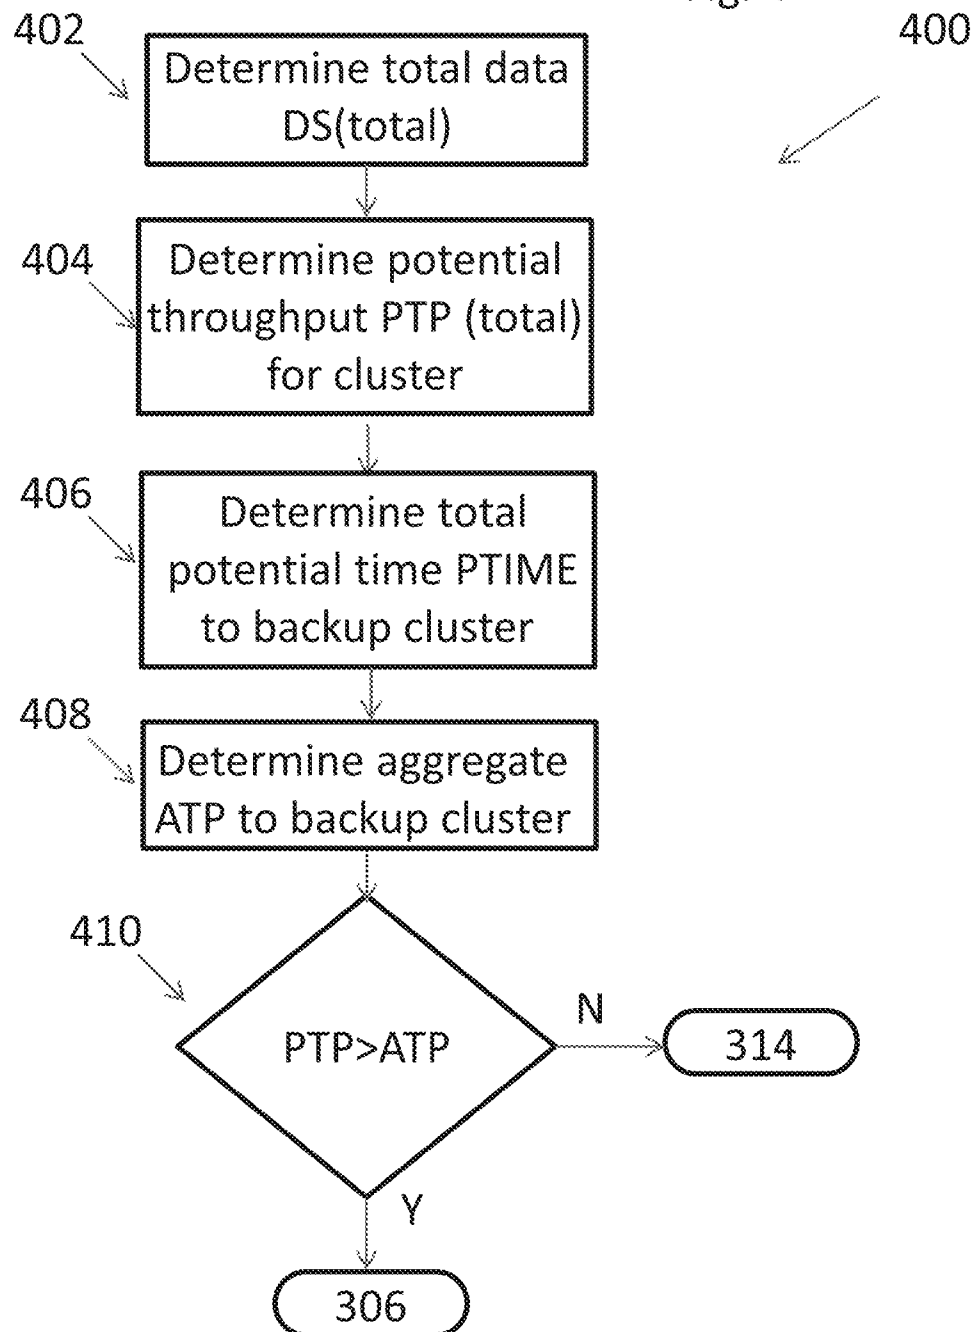 402
400
Determine total data
DS(total)
404
Determine potential
throughput PTP (total)
for cluster
406
Determine total
potential time PTIME
to backup cluster
408
Determine aggregate
ATP to backup cluster
410
PTP>ATP
N
314
Y
306